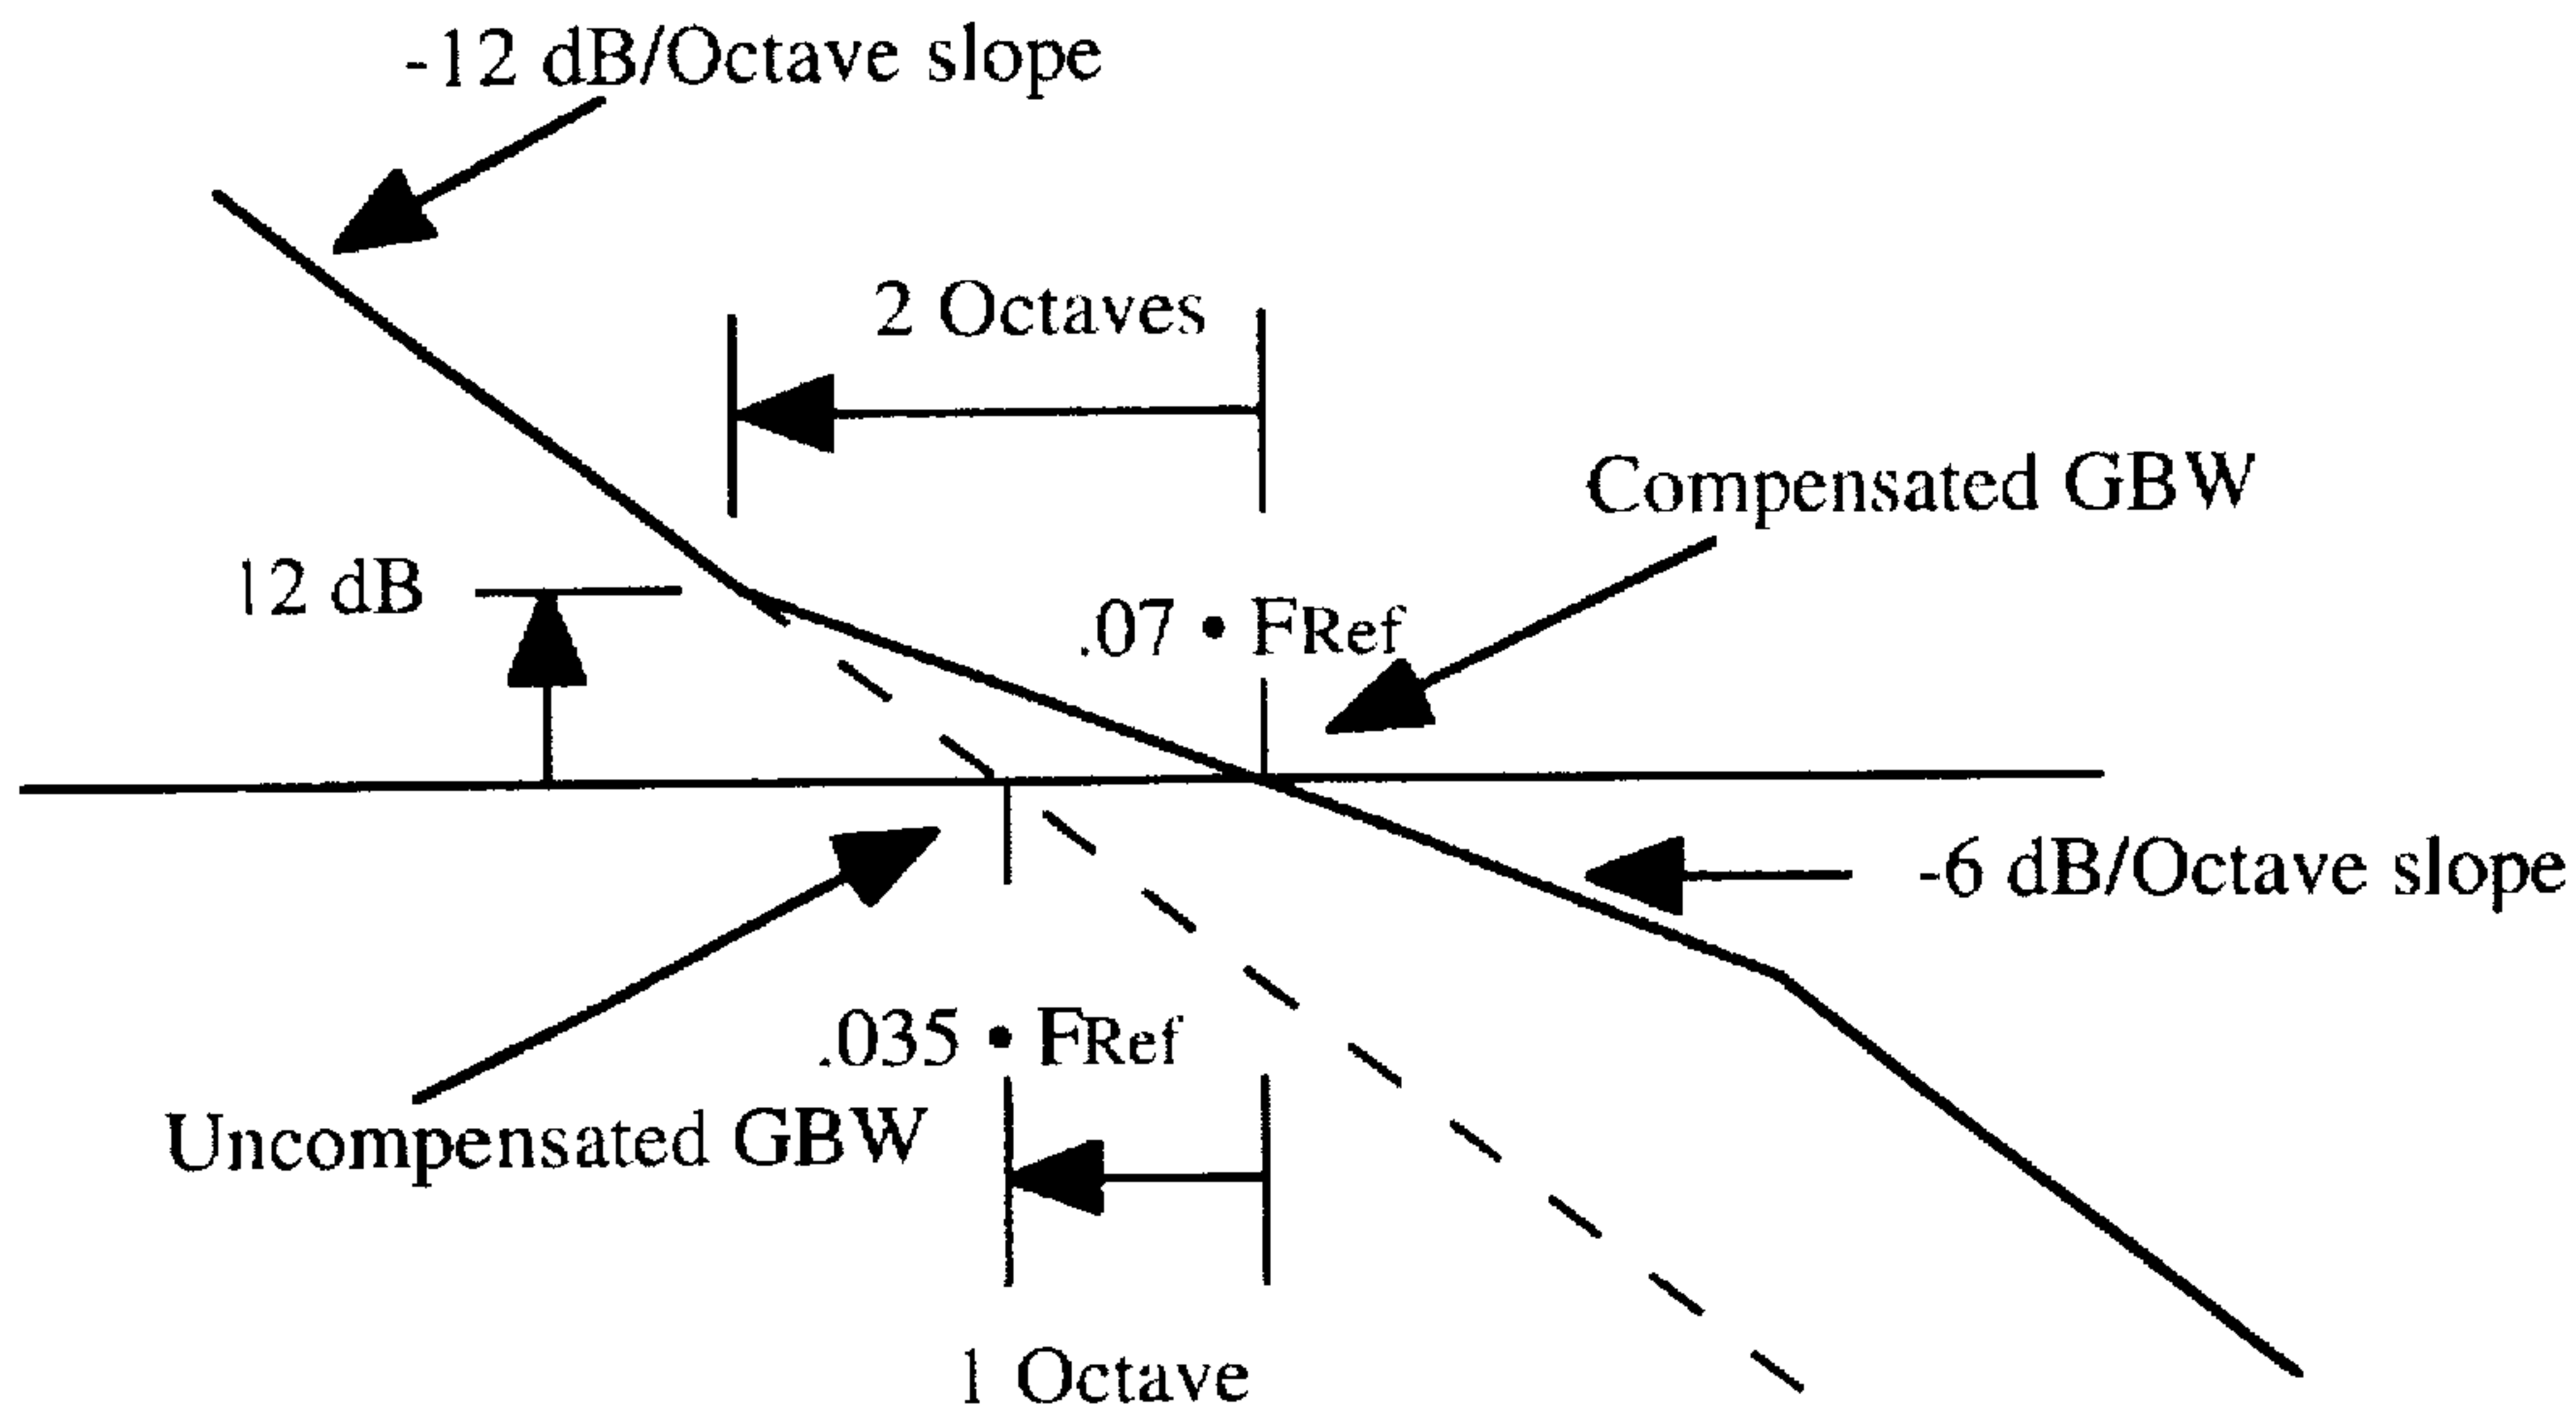 -12 dB/Octave slope
2 Octaves
Compensated GBW
12 dB
.07 • FRef
-6 dB/Octave slope
.035 • FRef
Uncompensated GBW
1 Octave